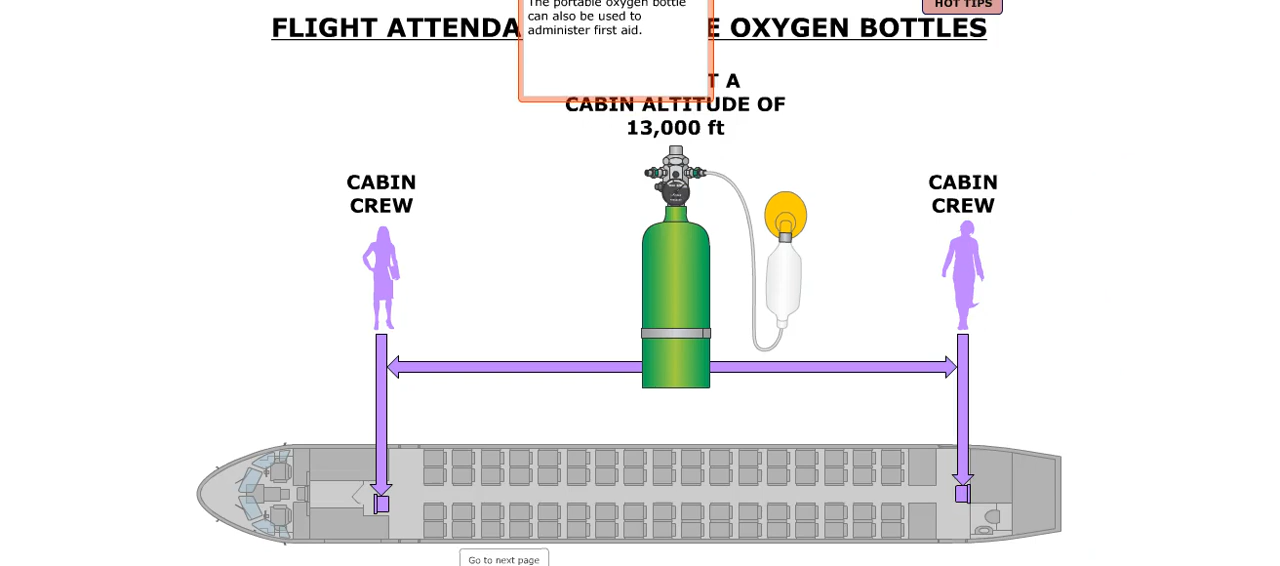 HOT TIPS
The portable oxygen bottle
can also be used to
administer first aid.
FLIGHT OXYGEN BOTTLES
A
CABIN ALTITUDE OF
13,000 ft
CABIN
CREW
CABIN
CREW
Go to next page